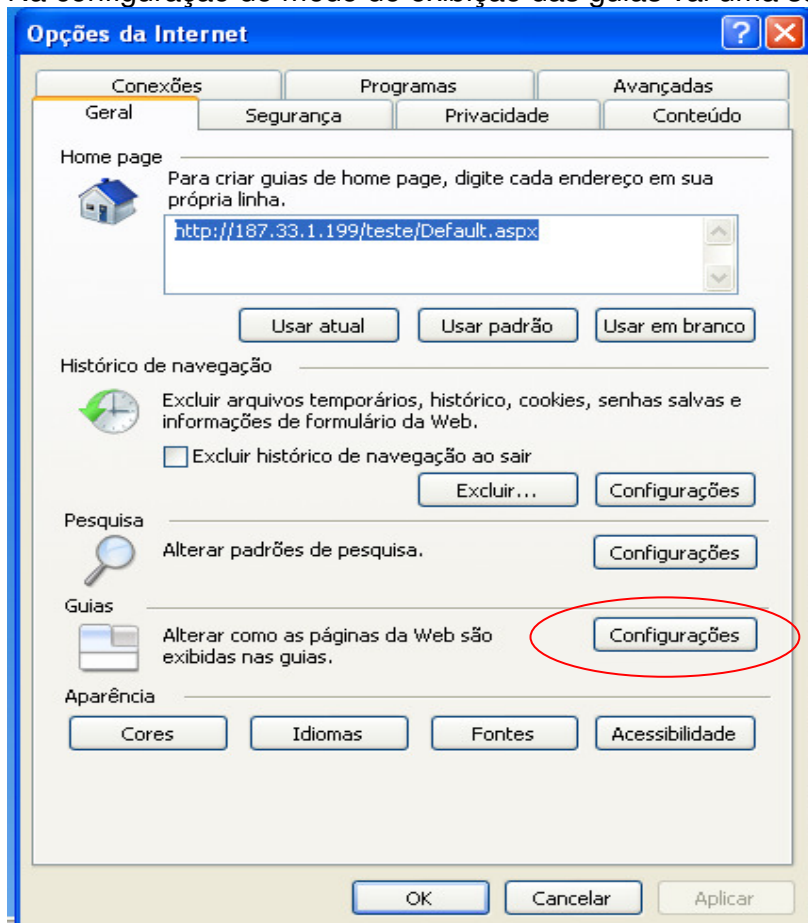 Opções da Internet
Conexões Programas Avançadas
Geral Segurança Privacidade Conteúdo
Home page
Para criar guias de home page, digite cada endereço em sua
própria linha.
http://187.33.1.199/teste/Default.aspx
Usar atual Usar padrão Usar em branco
Histórico de navegação
Excluir arquivos temporários, histórico, cookies, senhas salvas e
informações de formulário da Web.
Excluir histórico de navegação ao sair
Excluir... Configurações
Pesquisa
Alterar padrões de pesquisa.
Configurações
Guias
Alterar como as páginas da Web são
exibidas nas guias.
Configurações
Aparência
Cores Idiomas Fontes Acessibilidade
OK Cancelar Aplicar